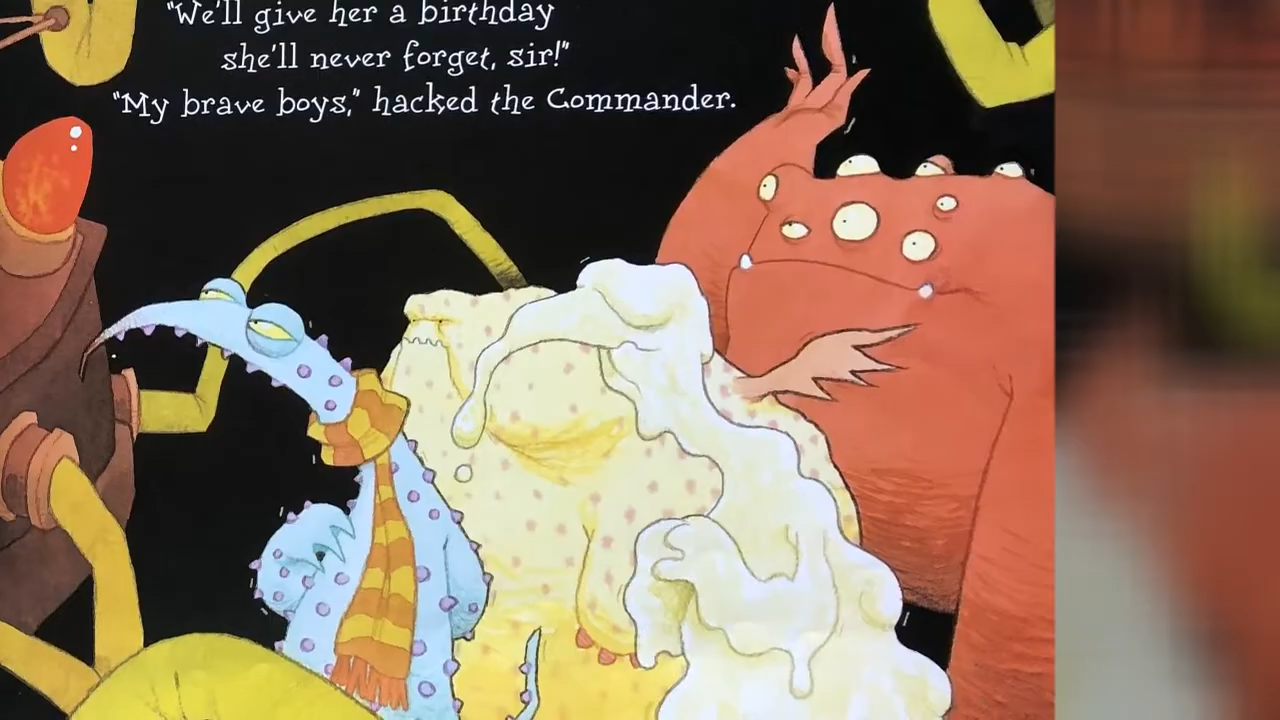 "We'll give her a birthday
she'll never forget, sir!"
"My brave boys," hacked the Commander.